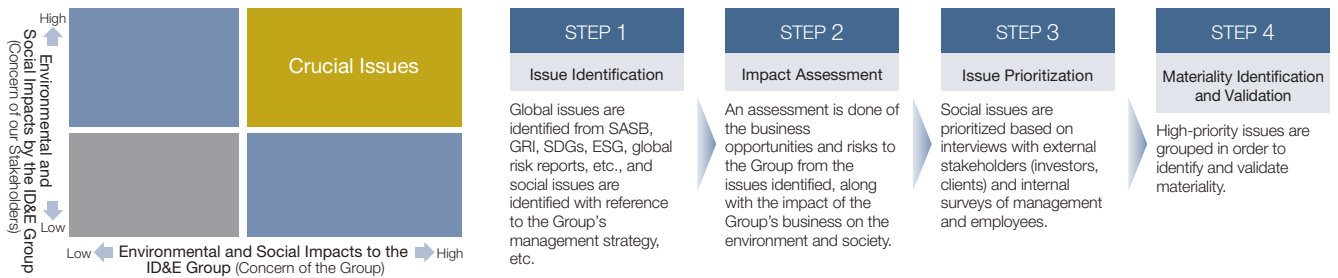 High
Environmental and
Social Impacts by the ID&E Group
(Concern of our Stakeholders)
Low
Crucial Issues
Low
Environmental and Social Impacts to the
ID&E Group (Concern of the Group)
High
STEP 1
Issue Identification
Global issues are
identified from SASB,
GRI, SDGs, ESG, global
risk reports, etc., and
social issues are
identified with reference
to the Group's
management strategy,
etc.
STEP 2
Impact Assessment
An assessment is done of
the business
opportunities and risks to
the Group from the
issues identified, along
with the impact of the
Group's business on the
environment and society.
STEP 3
Issue Prioritization
Social issues are
prioritized based on
interviews with external
stakeholders (investors,
clients) and internal
surveys of management
and employees.
STEP 4
Materiality Identification
and Validation
High-priority issues are
grouped in order to
identify and validate
materiality.